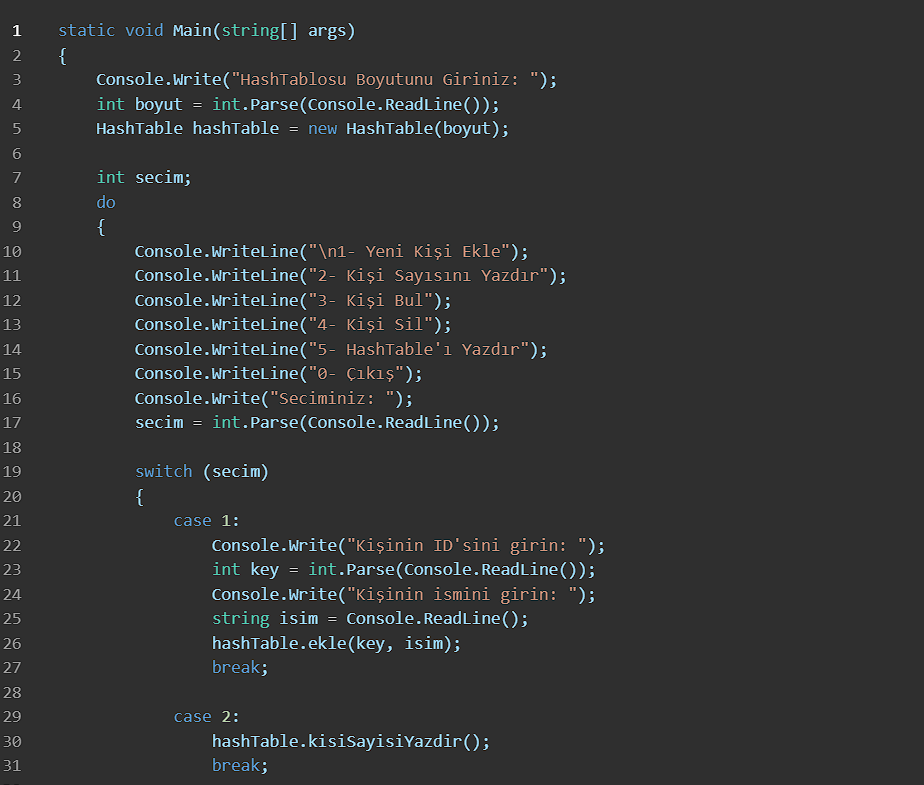 1 static void Main(string[] args)
2 {
3 Console.Write("HashTablosu Boyutunu Giriniz: ");
4 int boyut = int.Parse(Console.ReadLine());
5 HashTable hashTable = new HashTable(boyut);
6
7 int secim;
8 do
9 {
10 Console.WriteLine("\n1- Yeni Kişi Ekle");
11 Console.WriteLine("2- Kişi Sayısını Yazdır");
12 Console.WriteLine("3- Kişi Bul");
13 Console.WriteLine("4- Kişi Sil");
14 Console.WriteLine("5- HashTable'ı Yazdır");
15 Console.WriteLine("0- Çıkış");
16 Console.Write("Seciminiz: ");
17 secim = int.Parse(Console.ReadLine());
18
19 switch (secim)
20 {
21 case 1:
22 Console.Write("Kişinin ID'sini girin: ");
23 int key = int.Parse(Console.ReadLine());
24 Console.Write("Kişinin ismini girin: ");
25 string isim = Console.ReadLine();
26 hashTable.ekle(key, isim);
27 break;
28
29 case 2:
30 hashTable.kisiSayisiYazdir();
31 break;